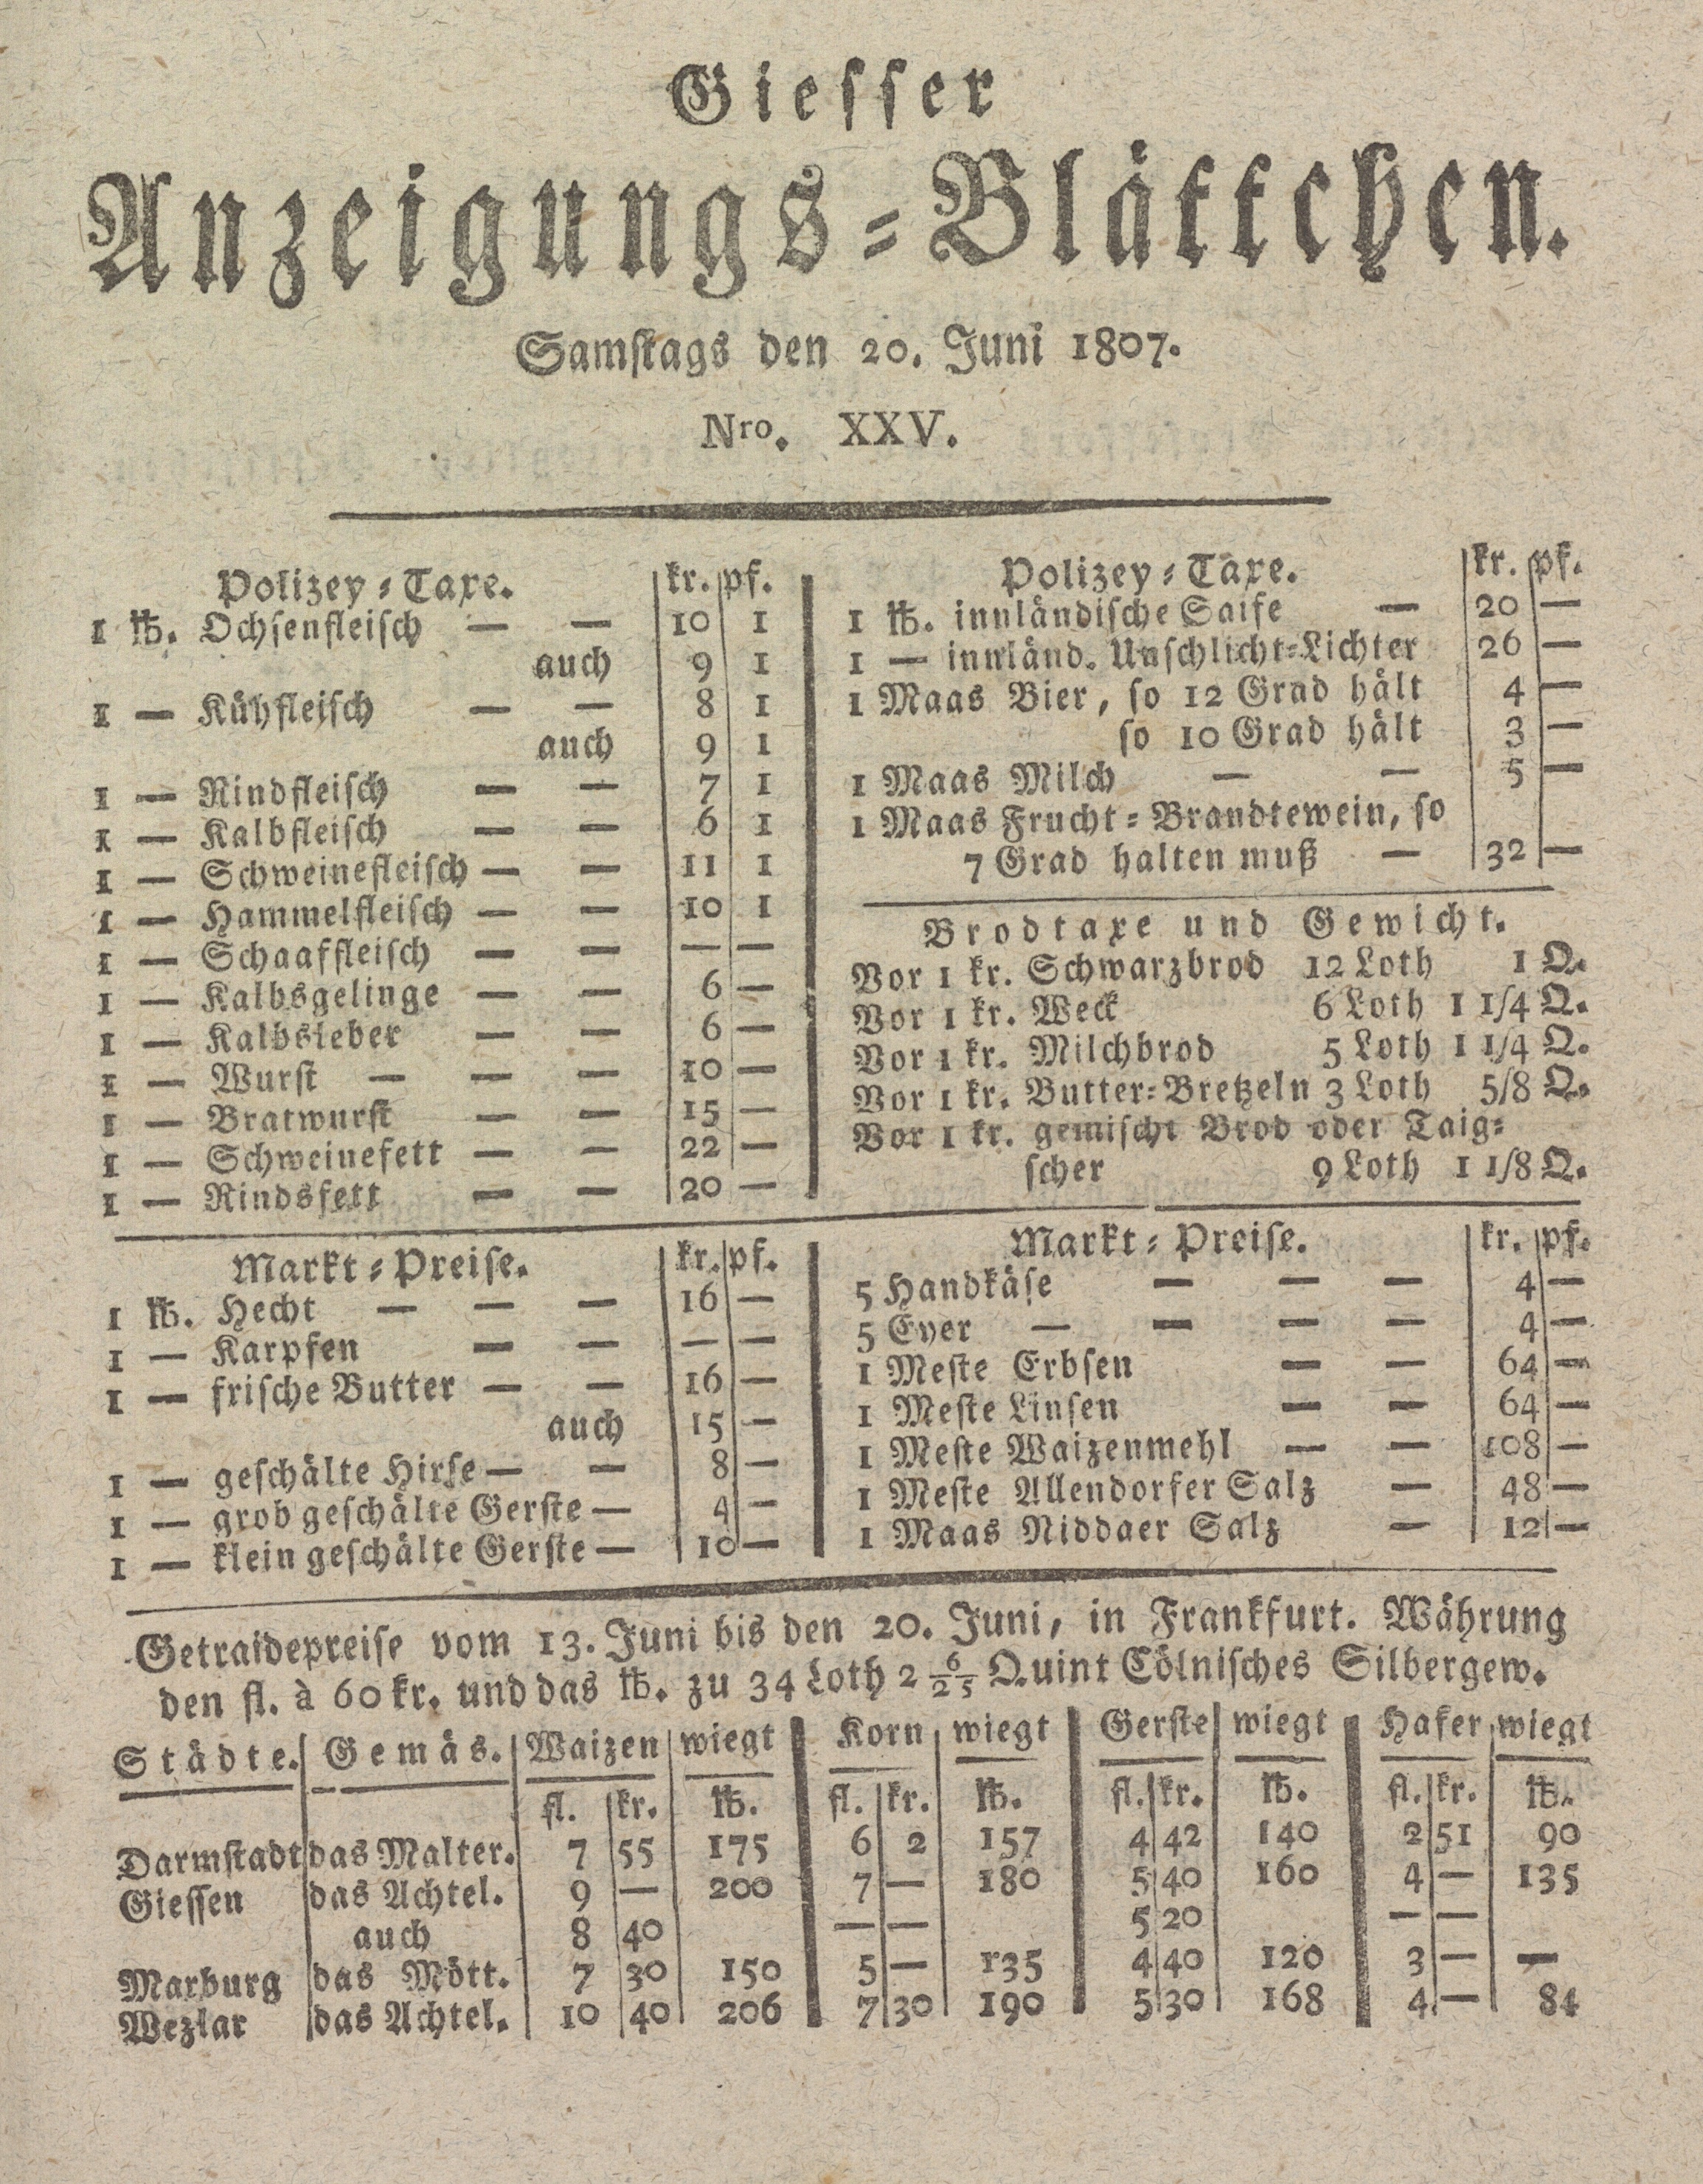 Giesser
Anzeigungs-Blättchen.
Samstags den 20. Juni 1807.
Nro. XXV.
Polizey-Taxe. kr. pf.
1 ℔. Ochsenfleisch — — 10 1
auch 9 1
1 — Kühfleisch — — 8 1
auch 9 1
1 — Rindfleisch — — 7 1
1 — Kalbfleisch — — 6 1
1 — Schweinefleisch — — 11 1
1 — Hammelfleisch — — 10 1
1 — Schaaffleisch — — — —
1 — Kalbsgelinge — — 6 —
1 — Kalbsleber — — 6 —
1 — Wurst — — — 10 —
1 — Bratwurst — — 15 —
1 — Schweinefett — — 22 —
1 — Rindsfett — — 20 —
Polizey-Taxe. kr. pf.
1 ℔. innländische Saife — 20 —
1 — innländ. Unschlicht-Lichter 26 —
1 Maas Bier, so 12 Grad hält 4 —
so 10 Grad hält 3 —
1 Maas Milch — — 5 —
1 Maas Frucht-Brandtewein, so
7 Grad halten muß — 32 —
Brodtaxe und Gewicht.
Vor 1 kr. Schwarzbrod 12 Loth 1 Q.
Vor 1 kr. Weck 6 Loth 1 1/4 Q.
Vor 1 kr. Milchbrod 5 Loth 1 1/4 Q.
Vor 1 kr. Butter-Bretzeln 3 Loth 5/8 Q.
Vor 1 kr. gemischt Brod oder Taig-
scher 9 Loth 1 1/8 Q.
Markt-Preise. kr. pf.
1 ℔. Hecht — — — 16 —
1 — Karpfen — — — —
1 — frische Butter — — 16 —
auch 15 —
1 — geschälte Hirse — — 8 —
1 — grob geschälte Gerste — 4 —
1 — klein geschälte Gerste — 10 —
Markt-Preise. kr. pf.
5 Handkäse — — — 4 —
5 Eyer — — — — 4 —
1 Meste Erbsen — — 64 —
1 Meste Linsen — — 64 —
1 Meste Waizenmehl — — 108 —
1 Meste Allendorfer Salz — 48 —
1 Maas Niddaer Salz — 12 —
Getraidepreise vom 13. Juni bis den 20. Juni, in Frankfurt. Währung
den fl. à 60 kr. und das ℔. zu 34 Loth 2 6/25 Quint Cölnisches Silbergew.
Städte. Gemäs. Waizen wiegt Korn wiegt Gerste wiegt Hafer wiegt
fl. kr. ℔. fl. kr. ℔. fl. kr. ℔. fl. kr. ℔.
Darmstadt das Malter. 7 55 175 6 2 157 4 42 140 2 51 90
Giessen das Achtel. 9 — 200 7 — 180 5 40 160 4 — 135
auch 8 40 — — 5 20 — —
Marburg das Mött. 7 30 150 5 — 135 4 40 120 3 — —
Wezlar das Achtel. 10 40 206 7 30 190 5 30 168 4 — 84